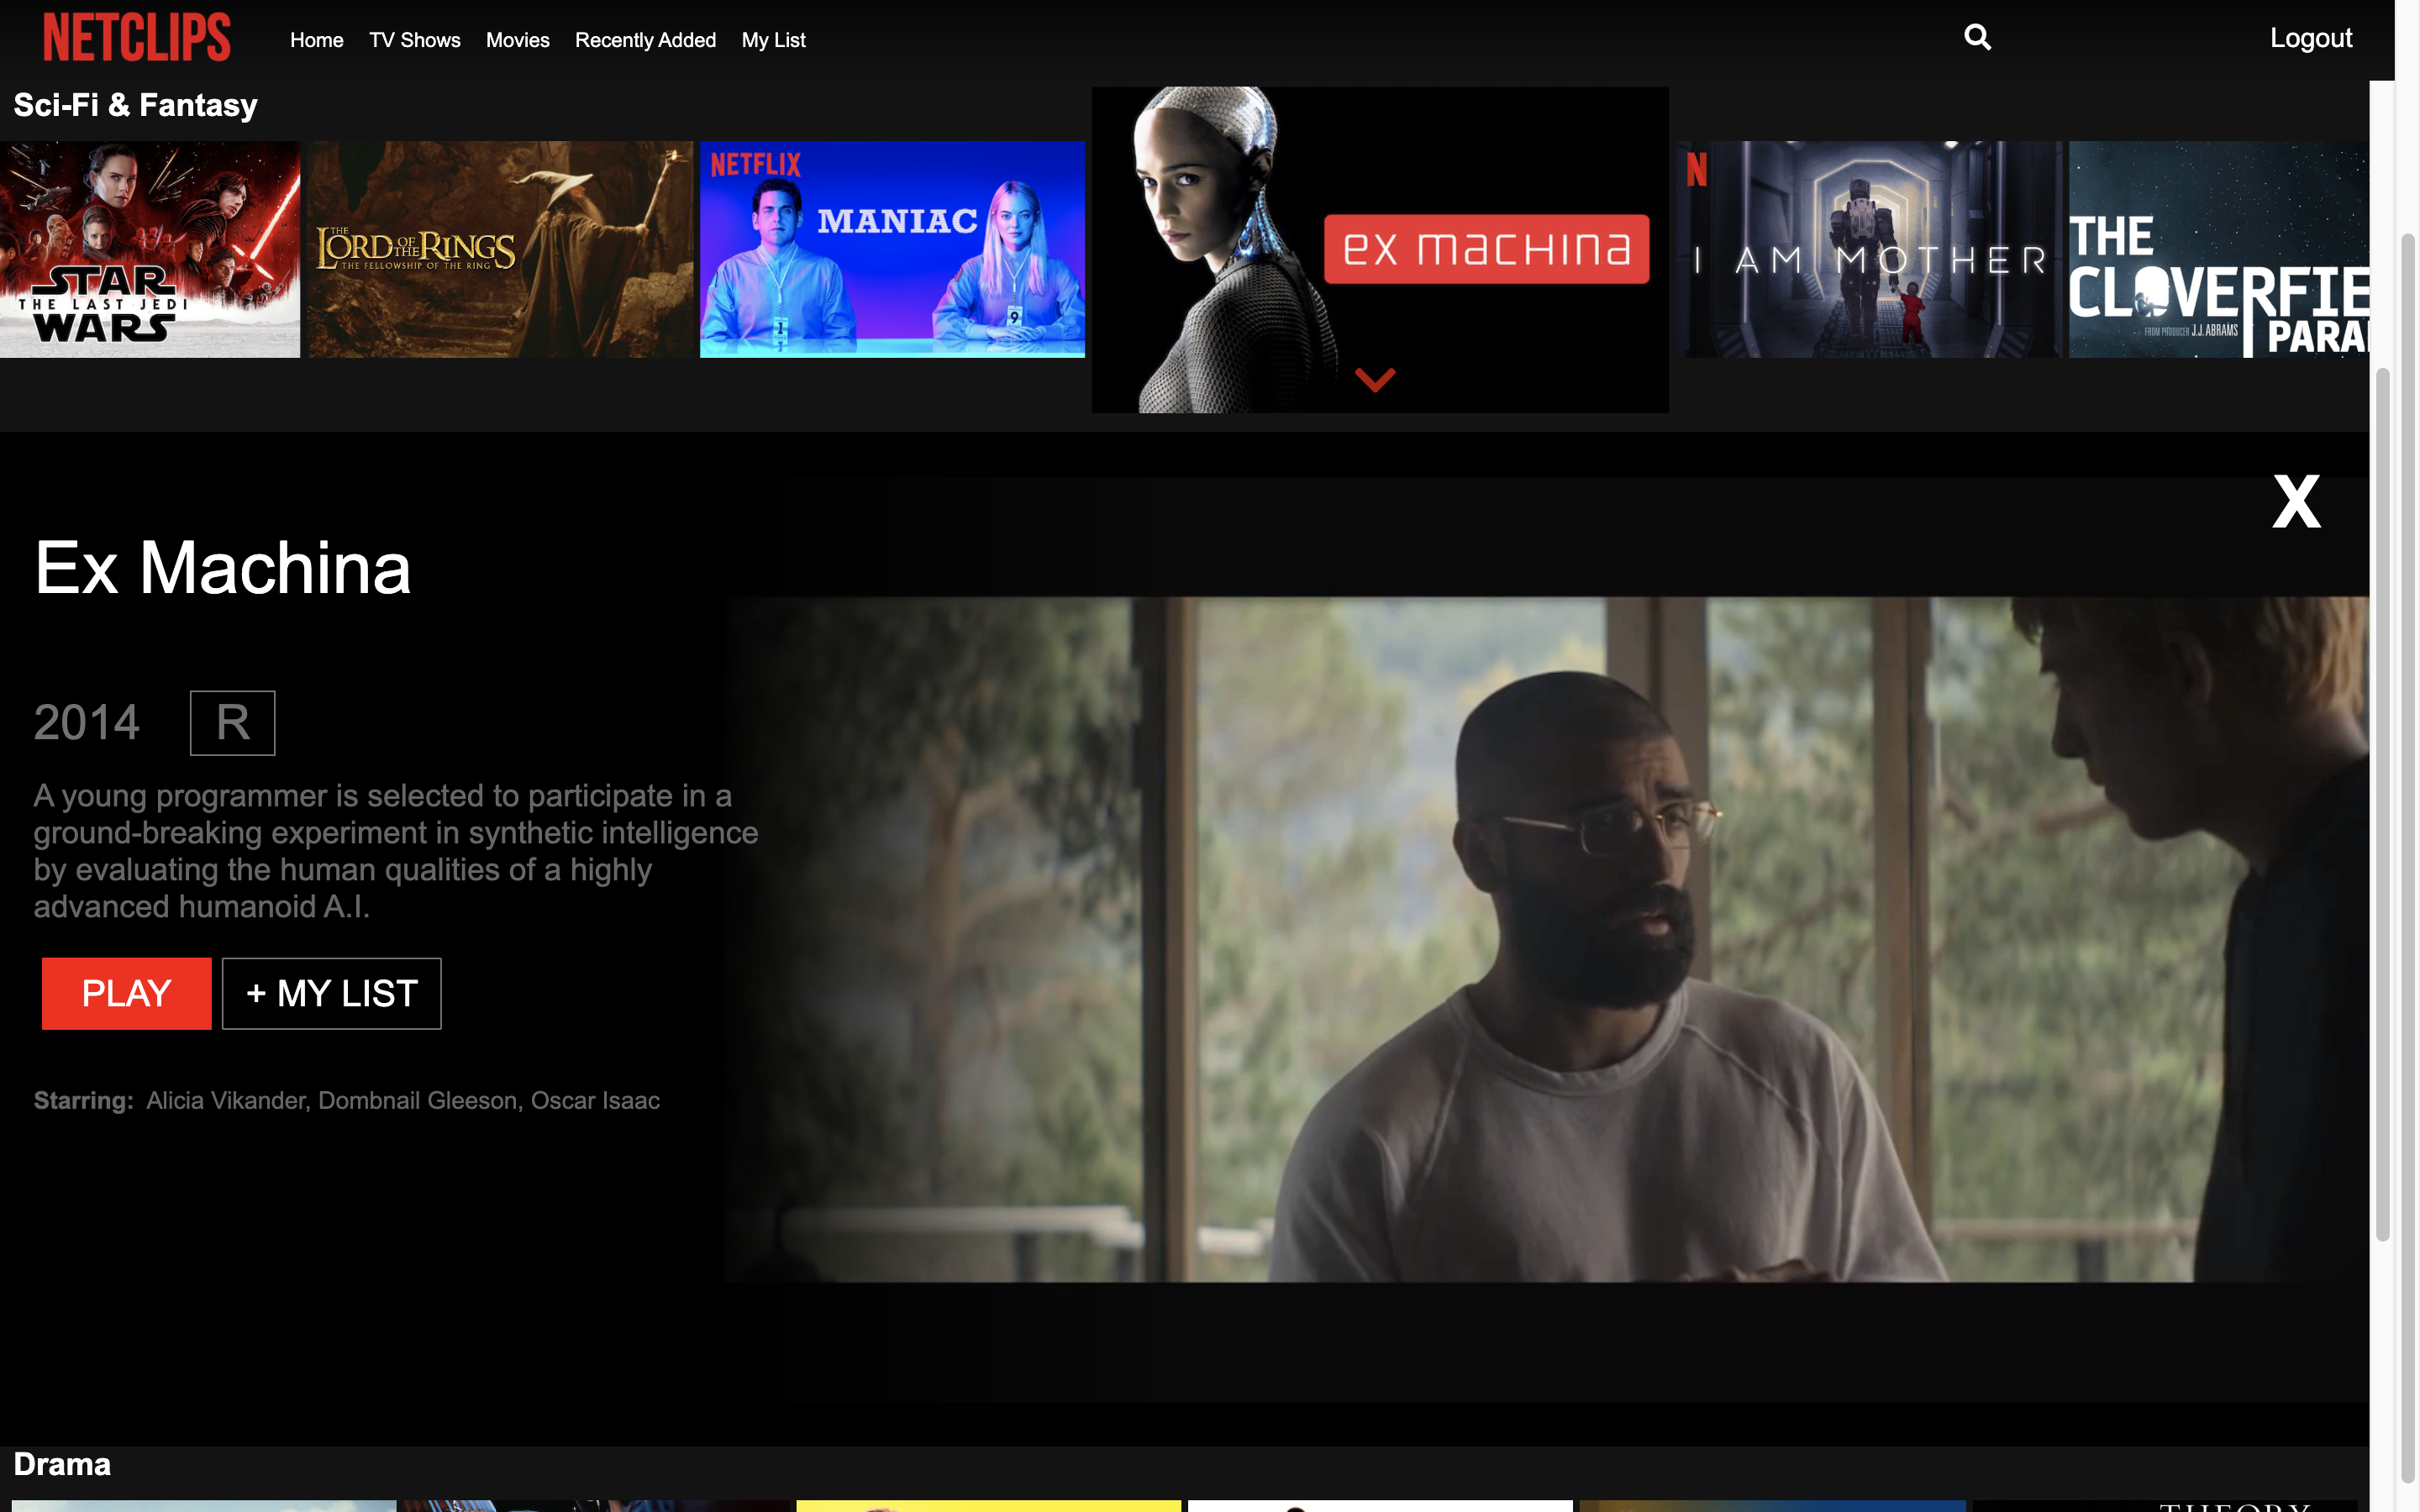 NETCLIPS
Home TV Shows Movies Recently Added My List
Logout
Sci-Fi & Fantasy
STAR
THE LAST JEDI
WARS
THE
LORD OF THE RINGS
THE FELLOWSHIP OF THE RING
NETFLIX
MANIAC
1
9
ex machina
N
I AM MOTHER
THE
CLOVERFIE
FROM PRODUCER J.J. ABRAMS
PARA
X
Ex Machina
2014 R
A young programmer is selected to participate in a
ground-breaking experiment in synthetic intelligence
by evaluating the human qualities of a highly
advanced humanoid A.I.
PLAY + MY LIST
Starring: Alicia Vikander, Dombnail Gleeson, Oscar Isaac
Drama
THEORY